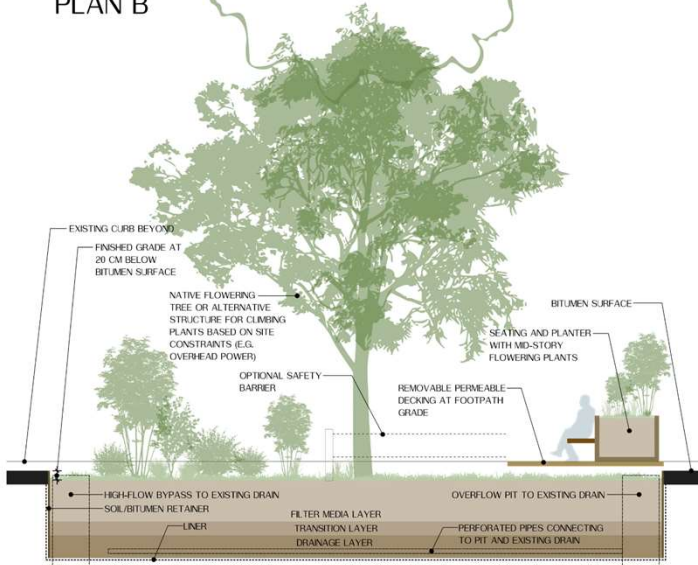 PLAN B
EXISTING CURB BEYOND
FINISHED GRADE AT
20 CM BELOW
BITUMEN SURFACE
NATIVE FLOWERING
TREE OR ALTERNATIVE
STRUCTURE FOR CLIMBING
PLANTS BASED ON SITE
CONSTRAINTS (E.G.
OVERHEAD POWER)
OPTIONAL SAFETY
BARRIER
REMOVABLE PERMEABLE
DECKING AT FOOTPATH
GRADE
BITUMEN SURFACE
SEATING AND PLANTER
WITH MID-STORY
FLOWERING PLANTS
HIGH-FLOW BYPASS TO EXISTING DRAIN
SOIL/BITUMEN RETAINER
LINER
FILTER MEDIA LAYER
TRANSITION LAYER
DRAINAGE LAYER
OVERFLOW PIT TO EXISTING DRAIN
PERFORATED PIPES CONNECTING
TO PIT AND EXISTING DRAIN